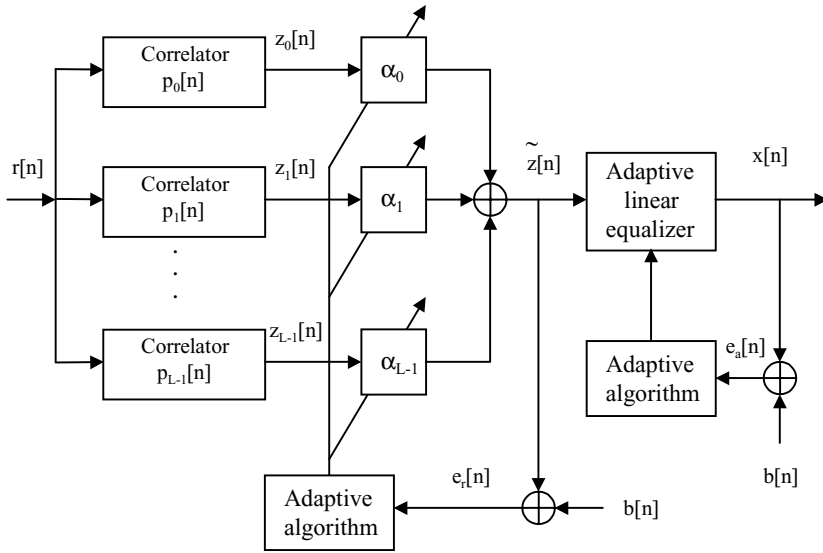 Correlator
p0[n]
z0[n]
α0
r[n]
Correlator
p1[n]
z1[n]
α1
~
z[n]
Adaptive
linear
equalizer
x[n]
. . .
Correlator
pL-1[n]
zL-1[n]
αL-1
Adaptive
algorithm
ea[n]
b[n]
Adaptive
algorithm
er[n]
b[n]